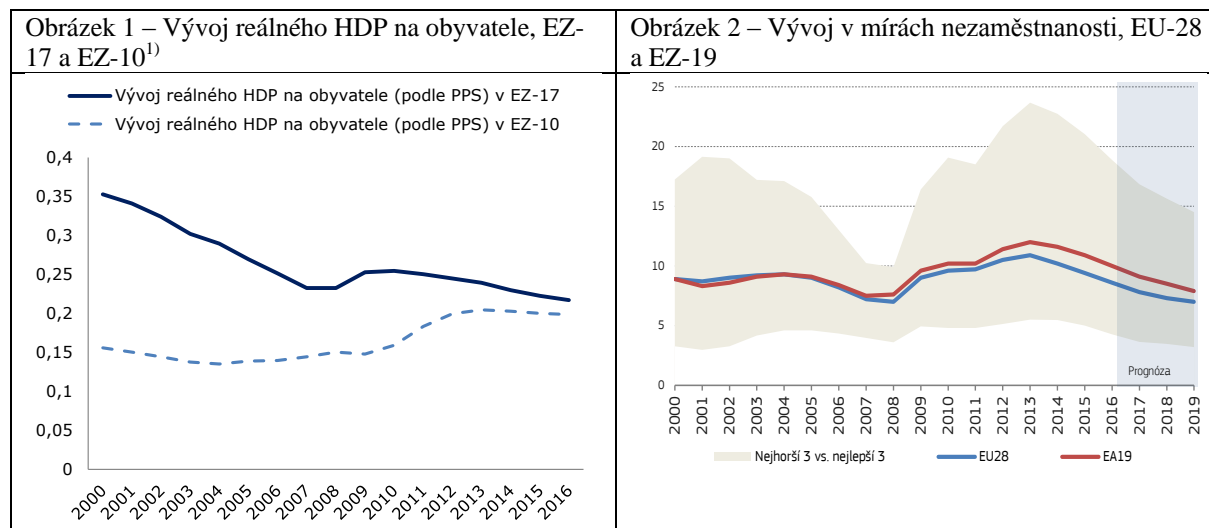 Obrázek 1 – Vývoj reálného HDP na obyvatele, EZ-
17 a EZ-10¹⁾
Vývoj reálného HDP na obyvatele (podle PPS) v EZ-17
Vývoj reálného HDP na obyvatele (podle PPS) v EZ-10
0,4
0,35
0,3
0,25
0,2
0,15
0,1
0,05
0
2000 2001 2002 2003 2004 2005 2006 2007 2008 2009 2010 2011 2012 2013 2014 2015 2016
Obrázek 2 – Vývoj v mírách nezaměstnanosti, EU-28
a EZ-19
25
20
15
10
5
0
Prognóza
2000 2001 2002 2003 2004 2005 2006 2007 2008 2009 2010 2011 2012 2013 2014 2015 2016 2017 2018 2019
Nejhorší 3 vs. nejlepší 3 EU28 EA19